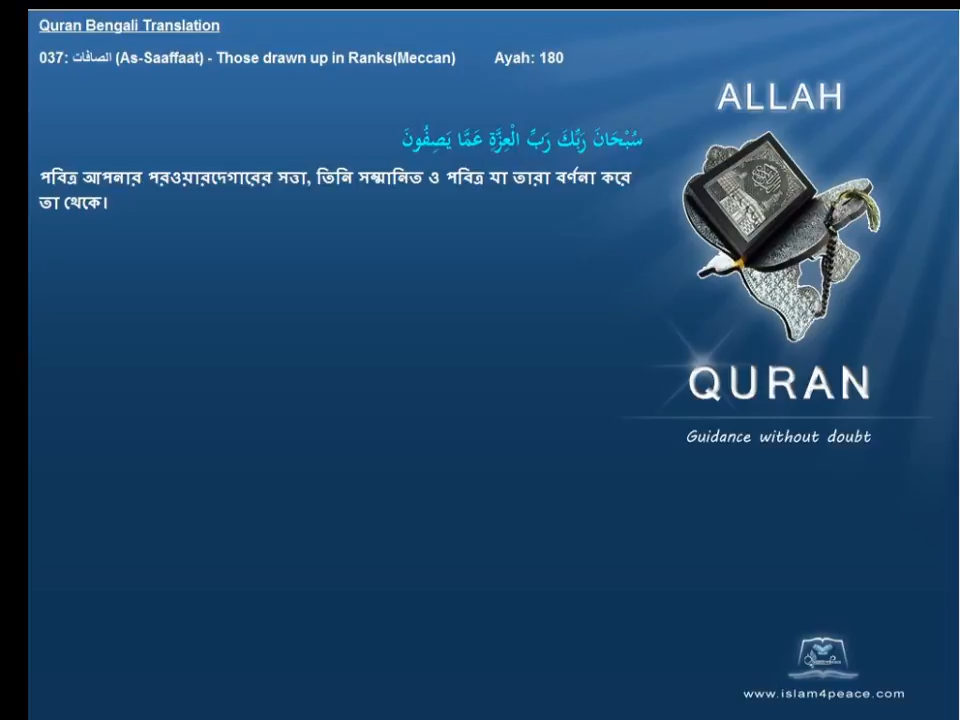 Quran Bengali Translation
037: الصافات (As-Saaffaat) - Those drawn up in Ranks(Meccan) Ayah: 180
سُبْحَانَ رَبِّكَ رَبِّ الْعِزَّةِ عَمَّا يَصِفُونَ
পবিত্র আপনার পরওয়ারদেগারের সত্তা, তিনি সম্মানিত ও পবিত্র যা তারা বর্ণনা করে
তা থেকে।
ALLAH
QURAN
Guidance without doubt
www.islam4peace.com